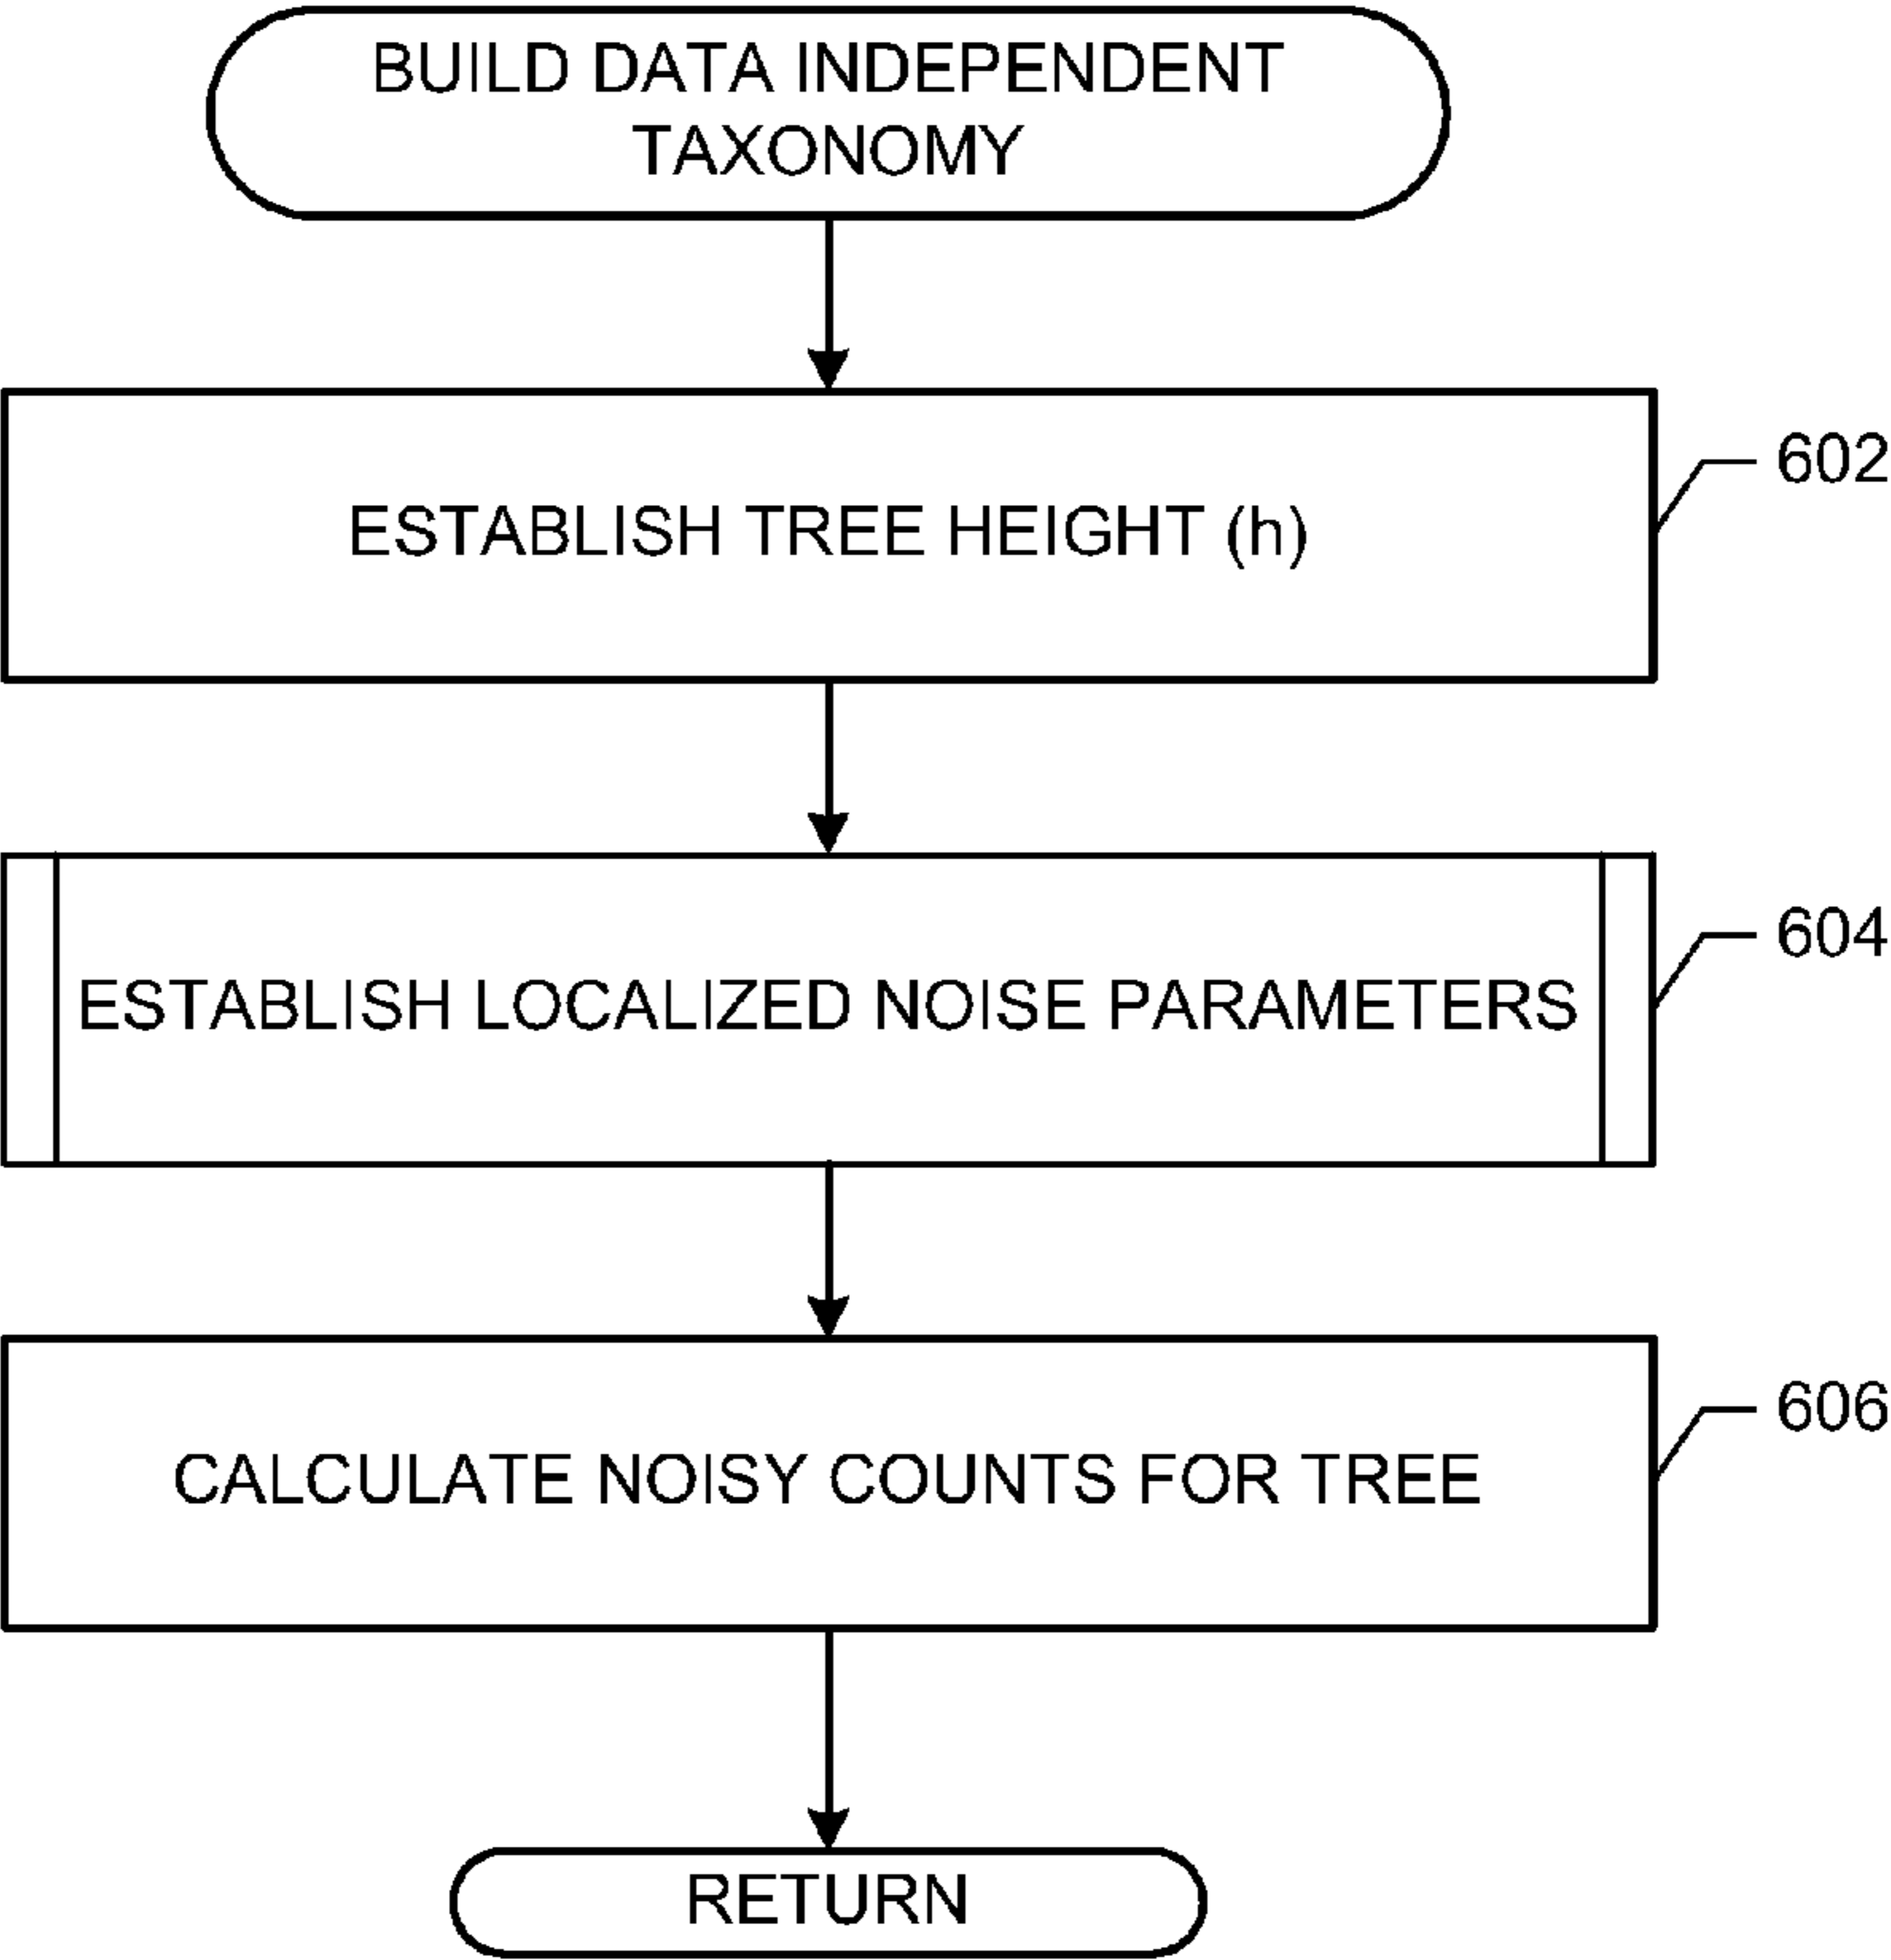 BUILD DATA INDEPENDENT
TAXONOMY
ESTABLISH TREE HEIGHT (h)
602
ESTABLISH LOCALIZED NOISE PARAMETERS
604
CALCULATE NOISY COUNTS FOR TREE
606
RETURN